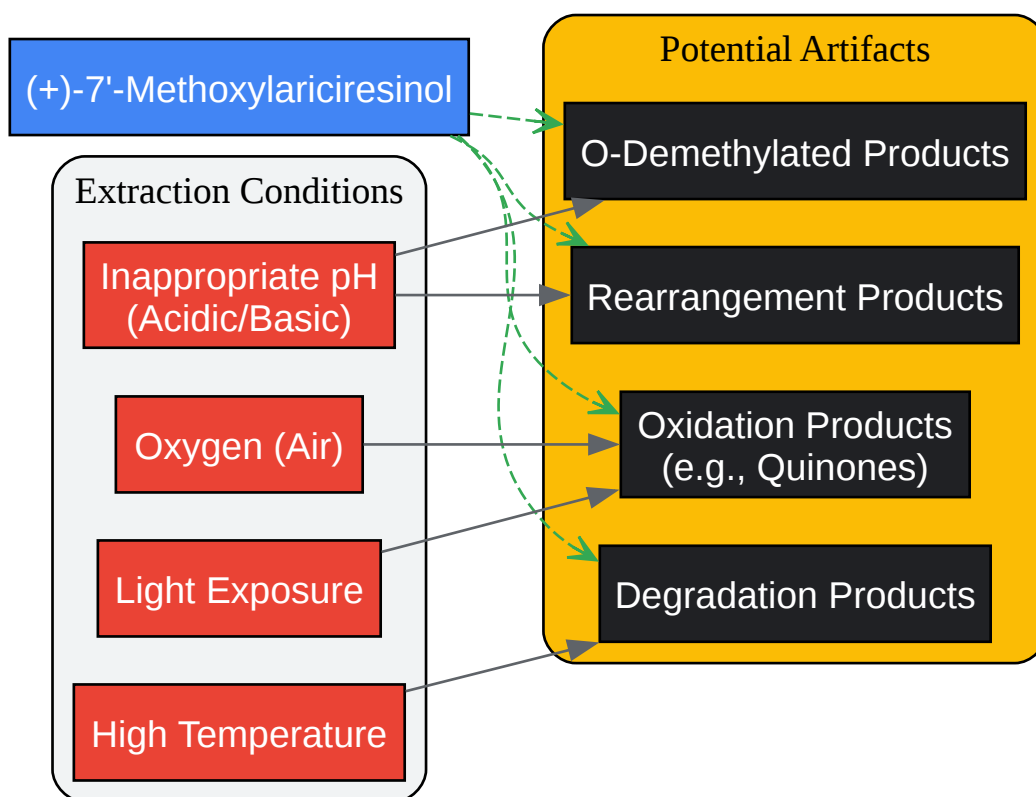 (+)-7'-Methoxylariciresinol
Extraction Conditions
Inappropriate pH
(Acidic/Basic)
Oxygen (Air)
Light Exposure
High Temperature
Potential Artifacts
O-Demethylated Products
Rearrangement Products
Oxidation Products
(e.g., Quinones)
Degradation Products